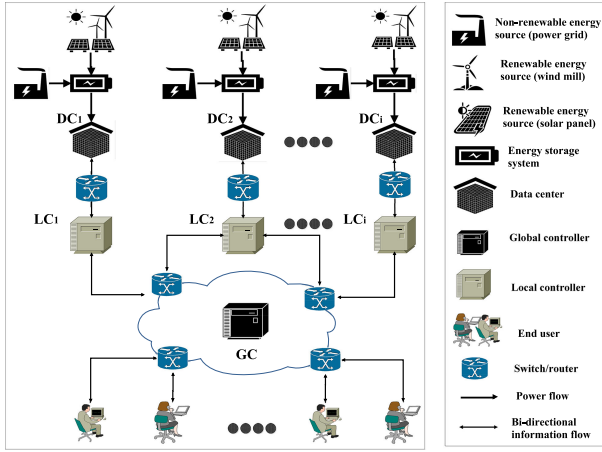 DC1
DC2
DCi
LC1
LC2
LCi
GC
Non-renewable energy
source (power grid)
Renewable energy
source (wind mill)
Renewable energy
source (solar panel)
Energy storage
system
Data center
Global controller
Local controller
End user
Switch/router
Power flow
Bi-directional
information flow